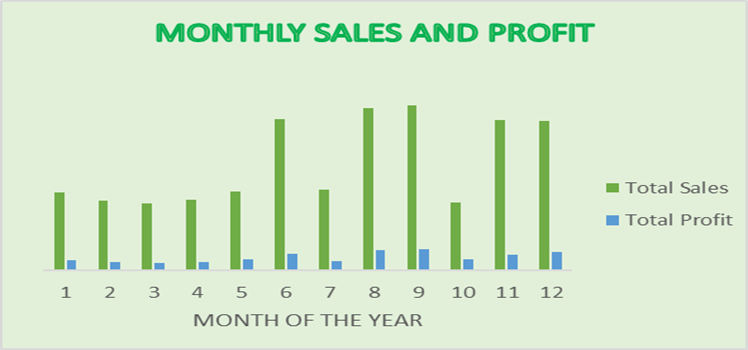 MONTHLY SALES AND PROFIT
Total Sales
Total Profit
1 2 3 4 5 6 7 8 9 10 11 12
MONTH OF THE YEAR